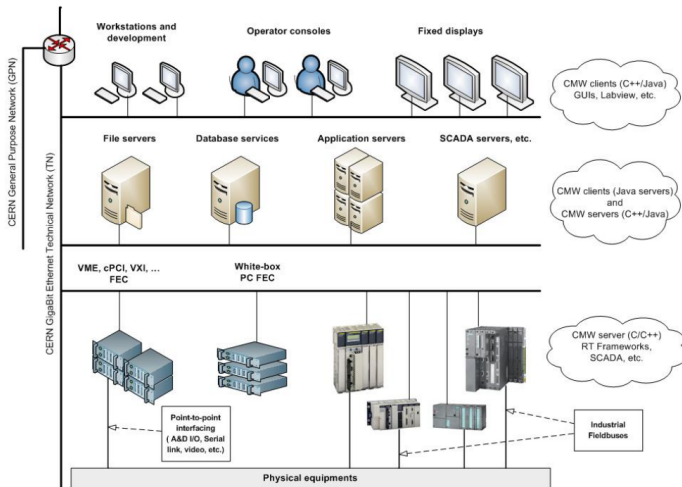 Workstations and
development
Operator consoles
Fixed displays
CMW clients (C++/Java)
GUIs, Labview, etc.
CERN General Purpose Network (GPN)
CERN GigaBit Ethernet Technical Network (TN)
File servers
Database services
Application servers
SCADA servers, etc.
CMW clients (Java servers)
and
CMW servers (C++/Java)
VME, cPCI, VXI, ...
FEC
White-box
PC FEC
CMW server (C/C++)
RT Frameworks,
SCADA, etc.
Point-to-point
interfacing
( A&D I/O, Serial
link, video, etc.)
Industrial
Fieldbuses
Physical equipments